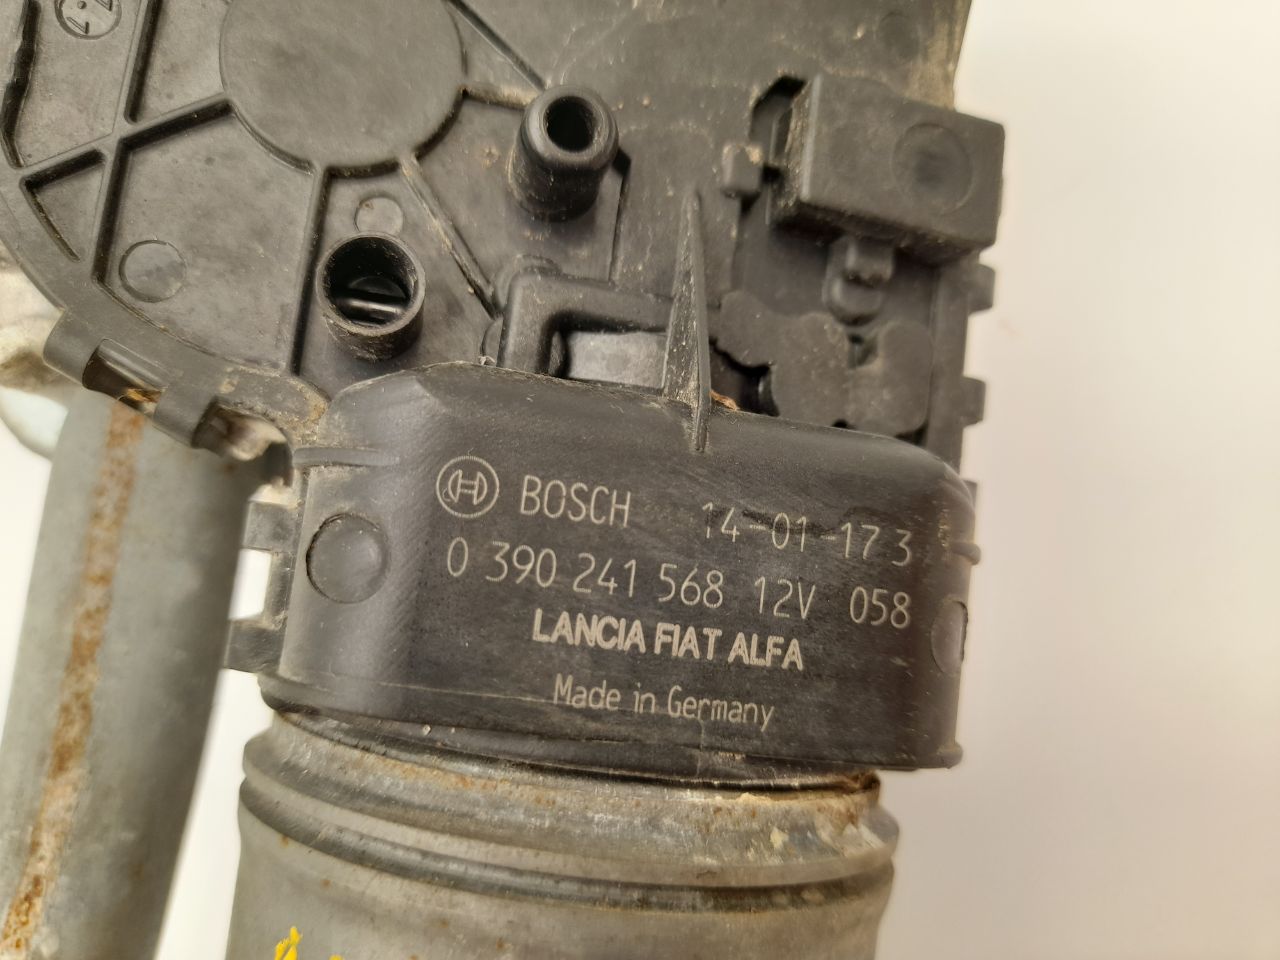 BOSCH 14-01-17 3
0 390 241 568 12V 058
LANCIA FIAT ALFA
Made in Germany